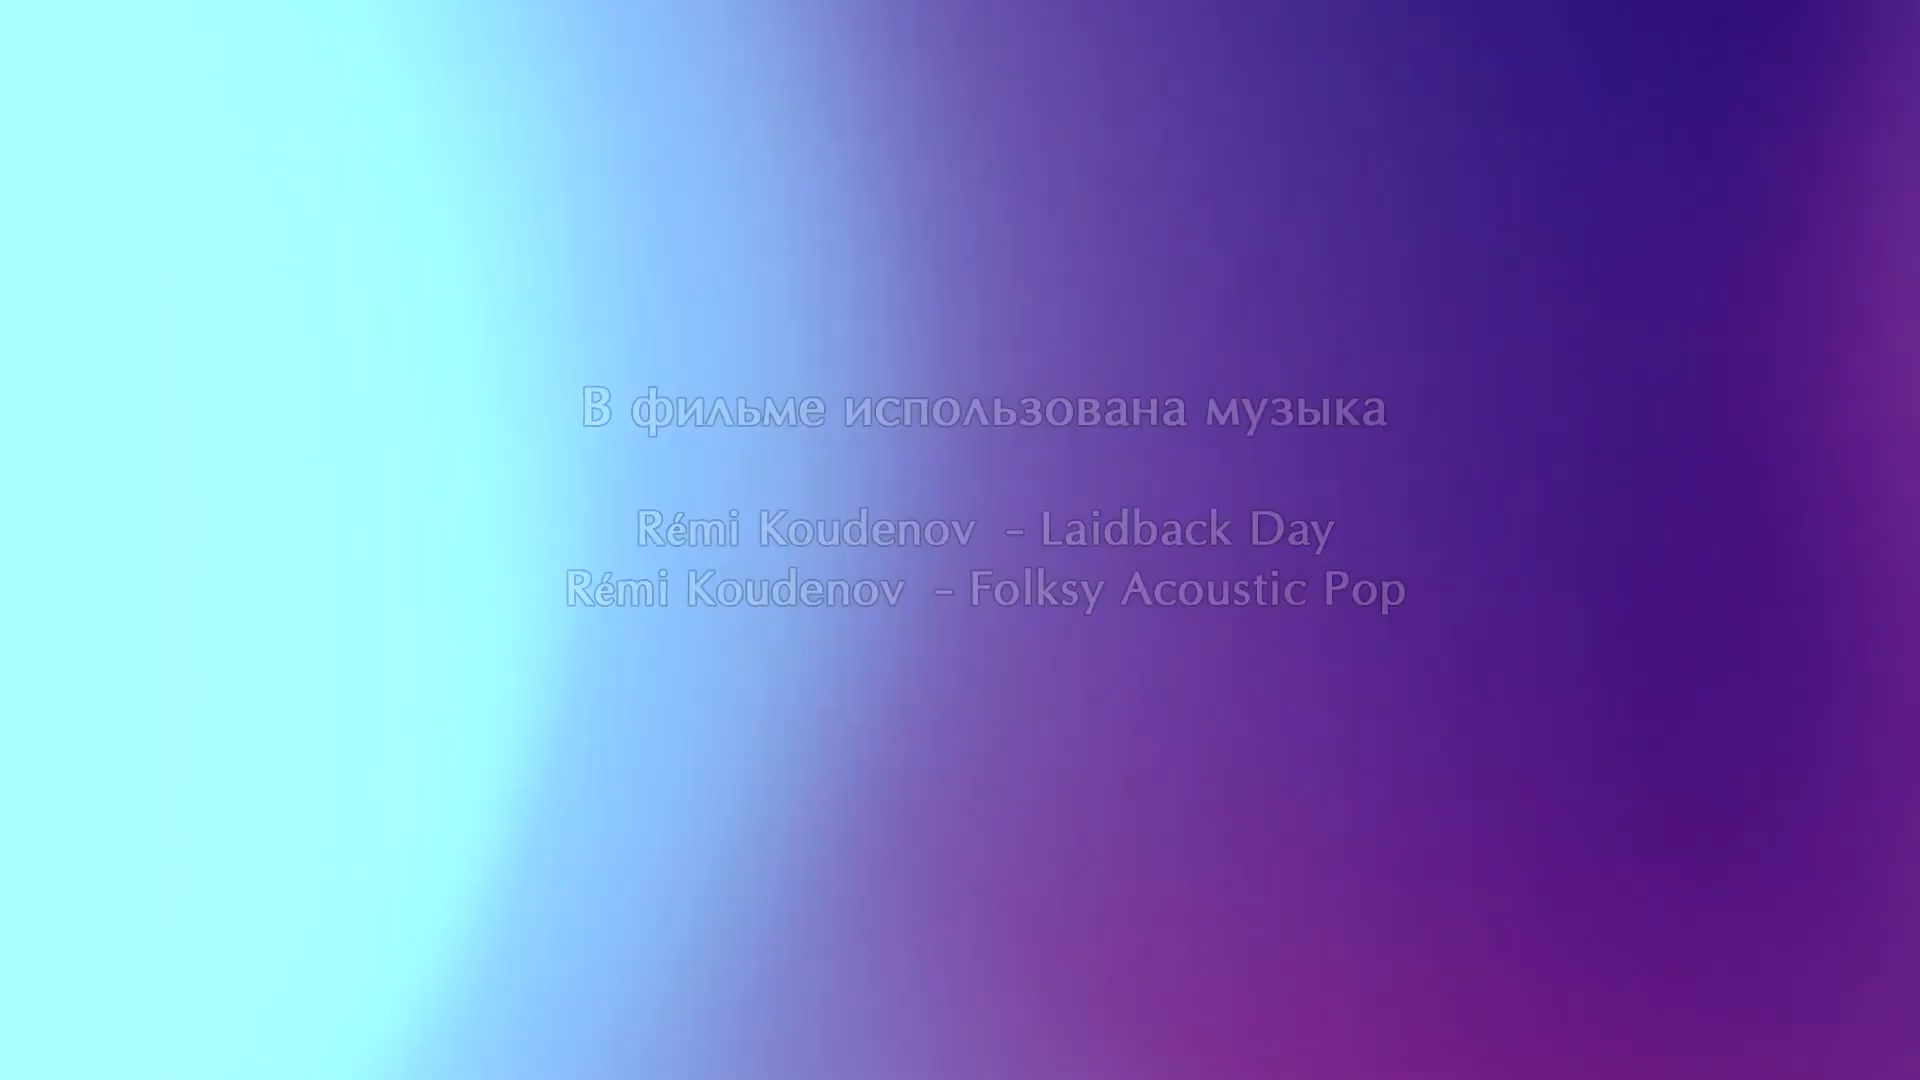 В фильме использована музыка
Rémi Koudenov - Laidback Day
Rémi Koudenov - Folksy Acoustic Pop